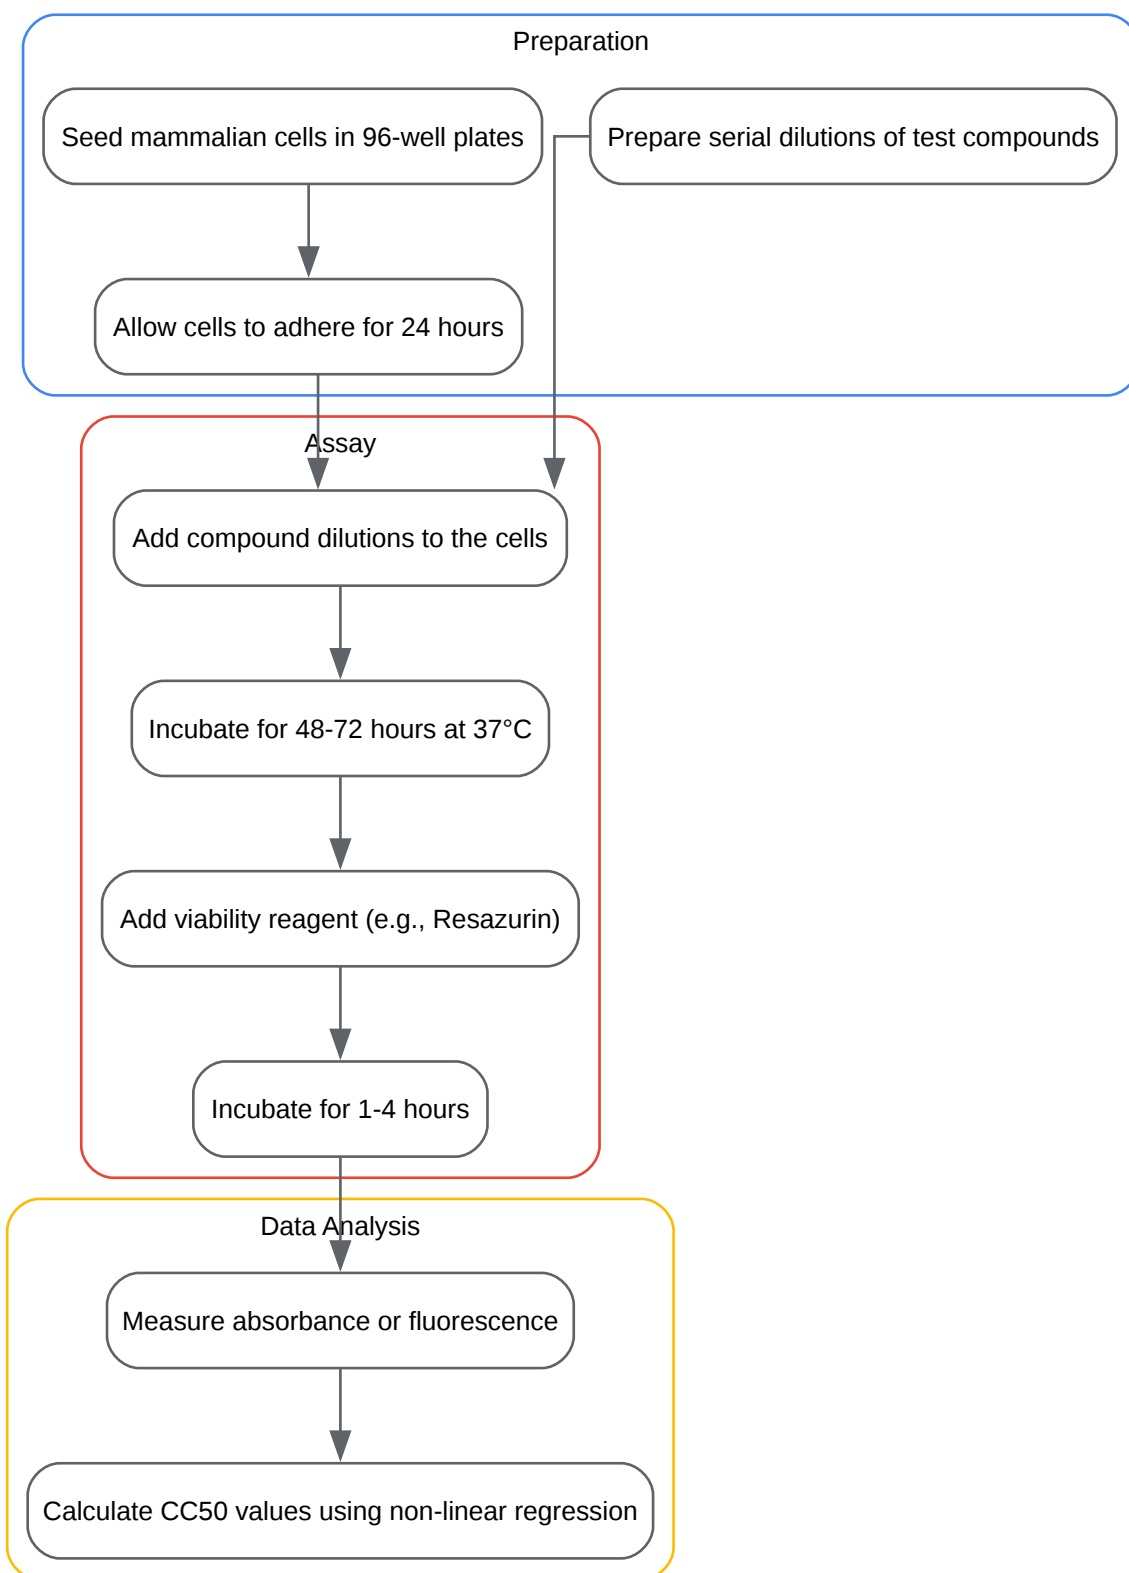 Preparation
Seed mammalian cells in 96-well plates
Prepare serial dilutions of test compounds
Allow cells to adhere for 24 hours
Assay
Add compound dilutions to the cells
Incubate for 48-72 hours at 37°C
Add viability reagent (e.g., Resazurin)
Incubate for 1-4 hours
Data Analysis
Measure absorbance or fluorescence
Calculate CC50 values using non-linear regression